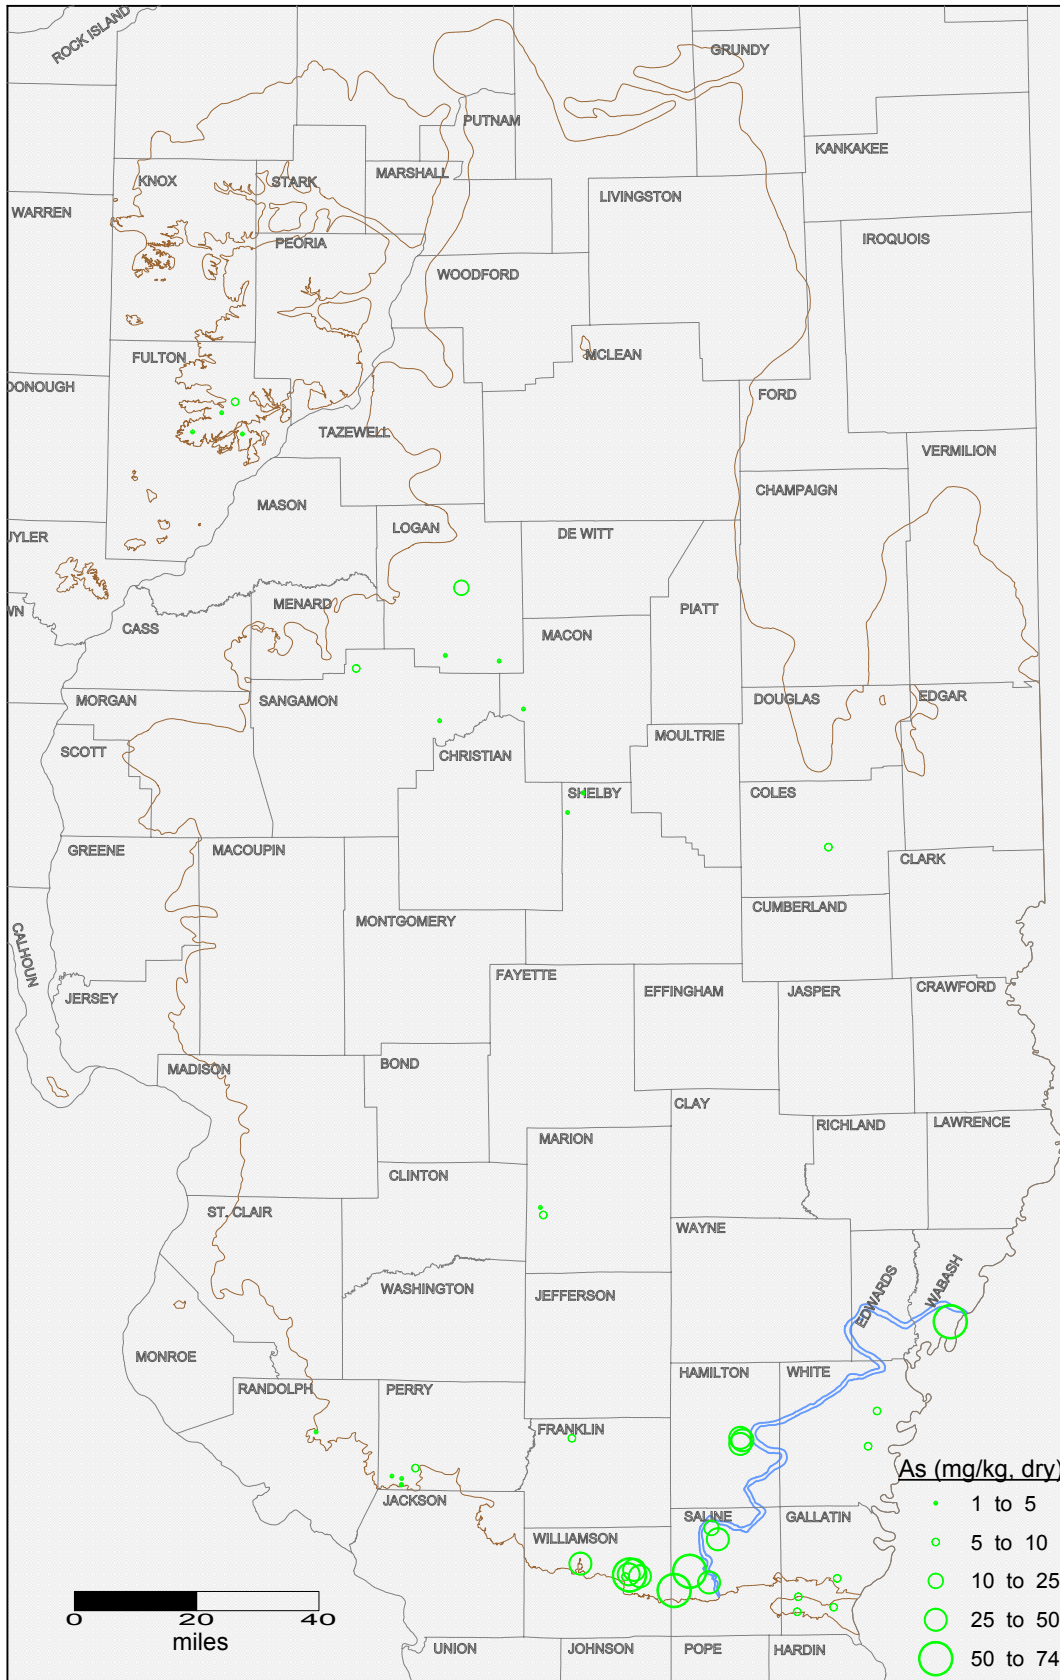 ROCK ISLAND
GRUNDY
PUTNAM
KANKAKEE
MARSHALL
KNOX
STARK
LIVINGSTON
WARREN
IROQUOIS
PEORIA
WOODFORD
MCLEAN
FULTON
DONOUGH
FORD
TAZEWELL
VERMILION
CHAMPAIGN
MASON
LOGAN
DE WITT
UYLER
MENARD
PIATT
WN
CASS
MACON
MORGAN
SANGAMON
DOUGLAS
EDGAR
SCOTT
MOULTRIE
CHRISTIAN
SHELBY
COLES
GREENE
MACOUPIN
CLARK
CUMBERLAND
MONTGOMERY
CALHOUN
FAYETTE
EFFINGHAM
JASPER
CRAWFORD
JERSEY
MADISON
BOND
CLAY
RICHLAND
LAWRENCE
MARION
CLINTON
ST. CLAIR
WAYNE
WASHINGTON
JEFFERSON
EDWARDS
WABASH
MONROE
HAMILTON
WHITE
RANDOLPH
PERRY
FRANKLIN
As (mg/kg, dry)
1 to 5
JACKSON
SALINE
GALLATIN
WILLIAMSON
5 to 10
10 to 25
0 20 40
miles
25 to 50
UNION
JOHNSON
POPE
HARDIN
50 to 74